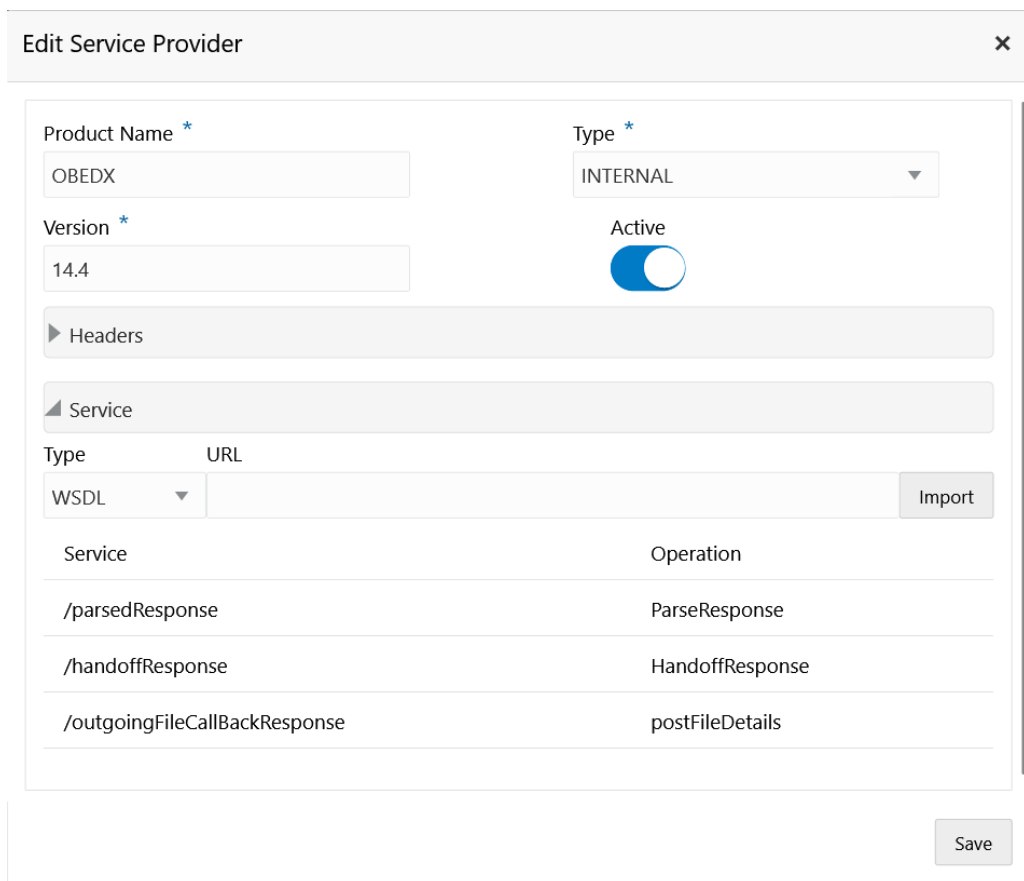 Edit Service Provider ×
Product Name * Type *
OBEDX INTERNAL
Version * Active
14.4
Headers
Service
Type URL
WSDL Import
Service Operation
/parsedResponse ParseResponse
/handoffResponse HandoffResponse
/outgoingFileCallBackResponse postFileDetails
Save